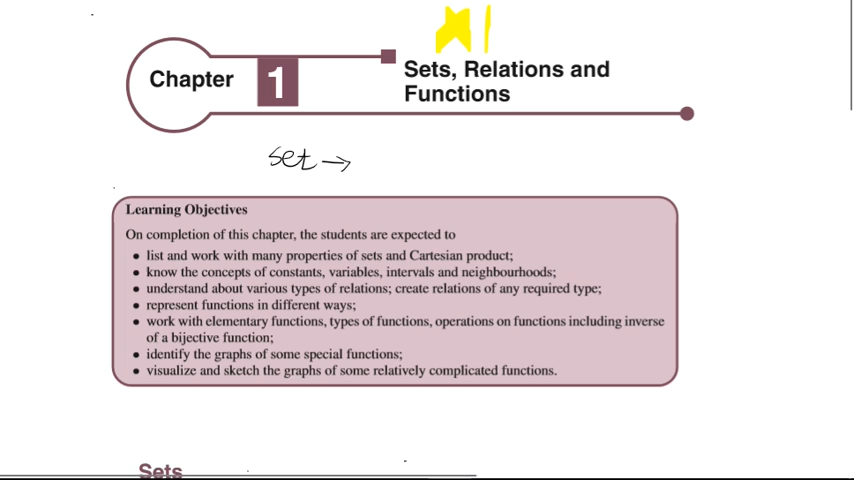 XI
Chapter 1
Sets, Relations and
Functions
set →
Learning Objectives
On completion of this chapter, the students are expected to
• list and work with many properties of sets and Cartesian product;
• know the concepts of constants, variables, intervals and neighbourhoods;
• understand about various types of relations; create relations of any required type;
• represent functions in different ways;
• work with elementary functions, types of functions, operations on functions including inverse
of a bijective function;
• identify the graphs of some special functions;
• visualize and sketch the graphs of some relatively complicated functions.
Sets